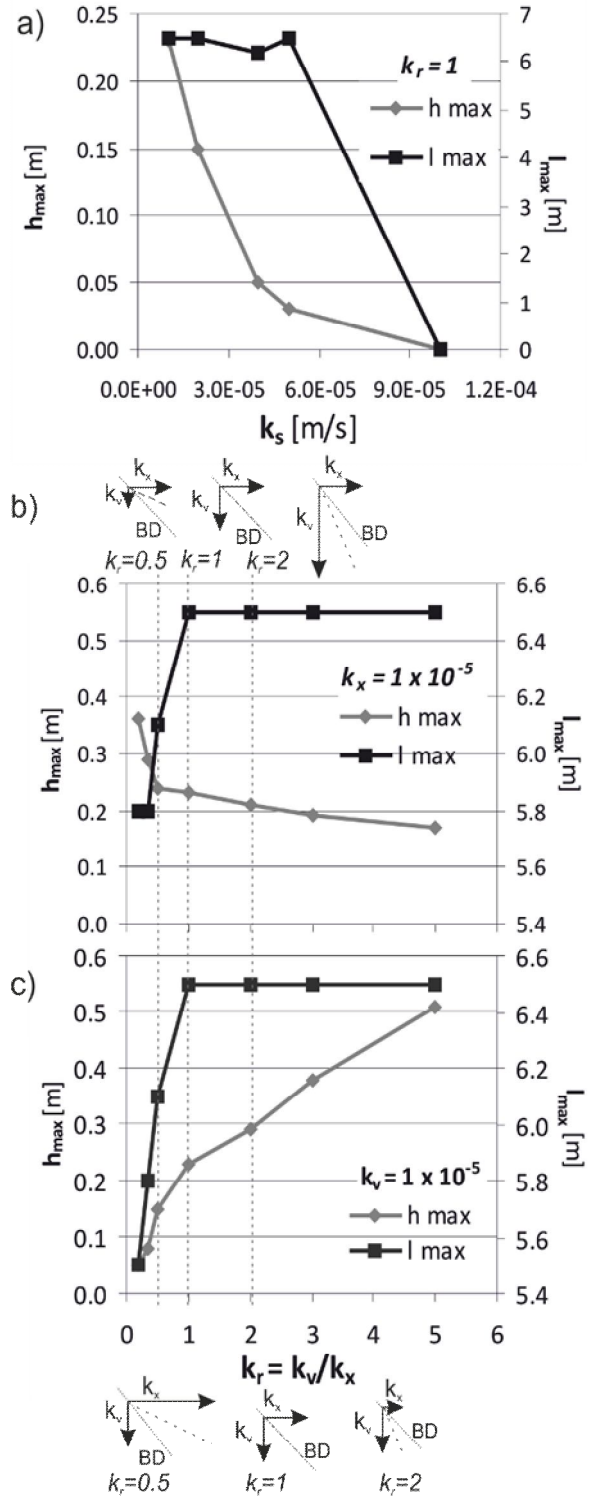 a)
0.25
0.20
0.15
0.10
0.05
0.00
hmax [m]
7
6
5
4
3
2
1
0
lmax [m]
kr = 1
h max
l max
0.0E+00 3.0E-05 6.0E-05 9.0E-05 1.2E-04
ks [m/s]
b)
kx
kv
BD
kr=0.5
kx
kv
BD
kr=1
kr=2
kx
kv
BD
0.6
0.5
0.4
0.3
0.2
0.1
0.0
hmax [m]
6.6
6.4
6.2
6.0
5.8
5.6
5.4
lmax [m]
kx = 1 x 10-5
h max
l max
c)
0.6
0.5
0.4
0.3
0.2
0.1
0.0
hmax [m]
6.6
6.4
6.2
6.0
5.8
5.6
5.4
lmax [m]
kv = 1 x 10-5
h max
l max
0 1 2 3 4 5 6
kr = kv/kx
kx
kv
BD
kr=0.5
kx
kv
BD
kr=1
kx
kv
BD
kr=2